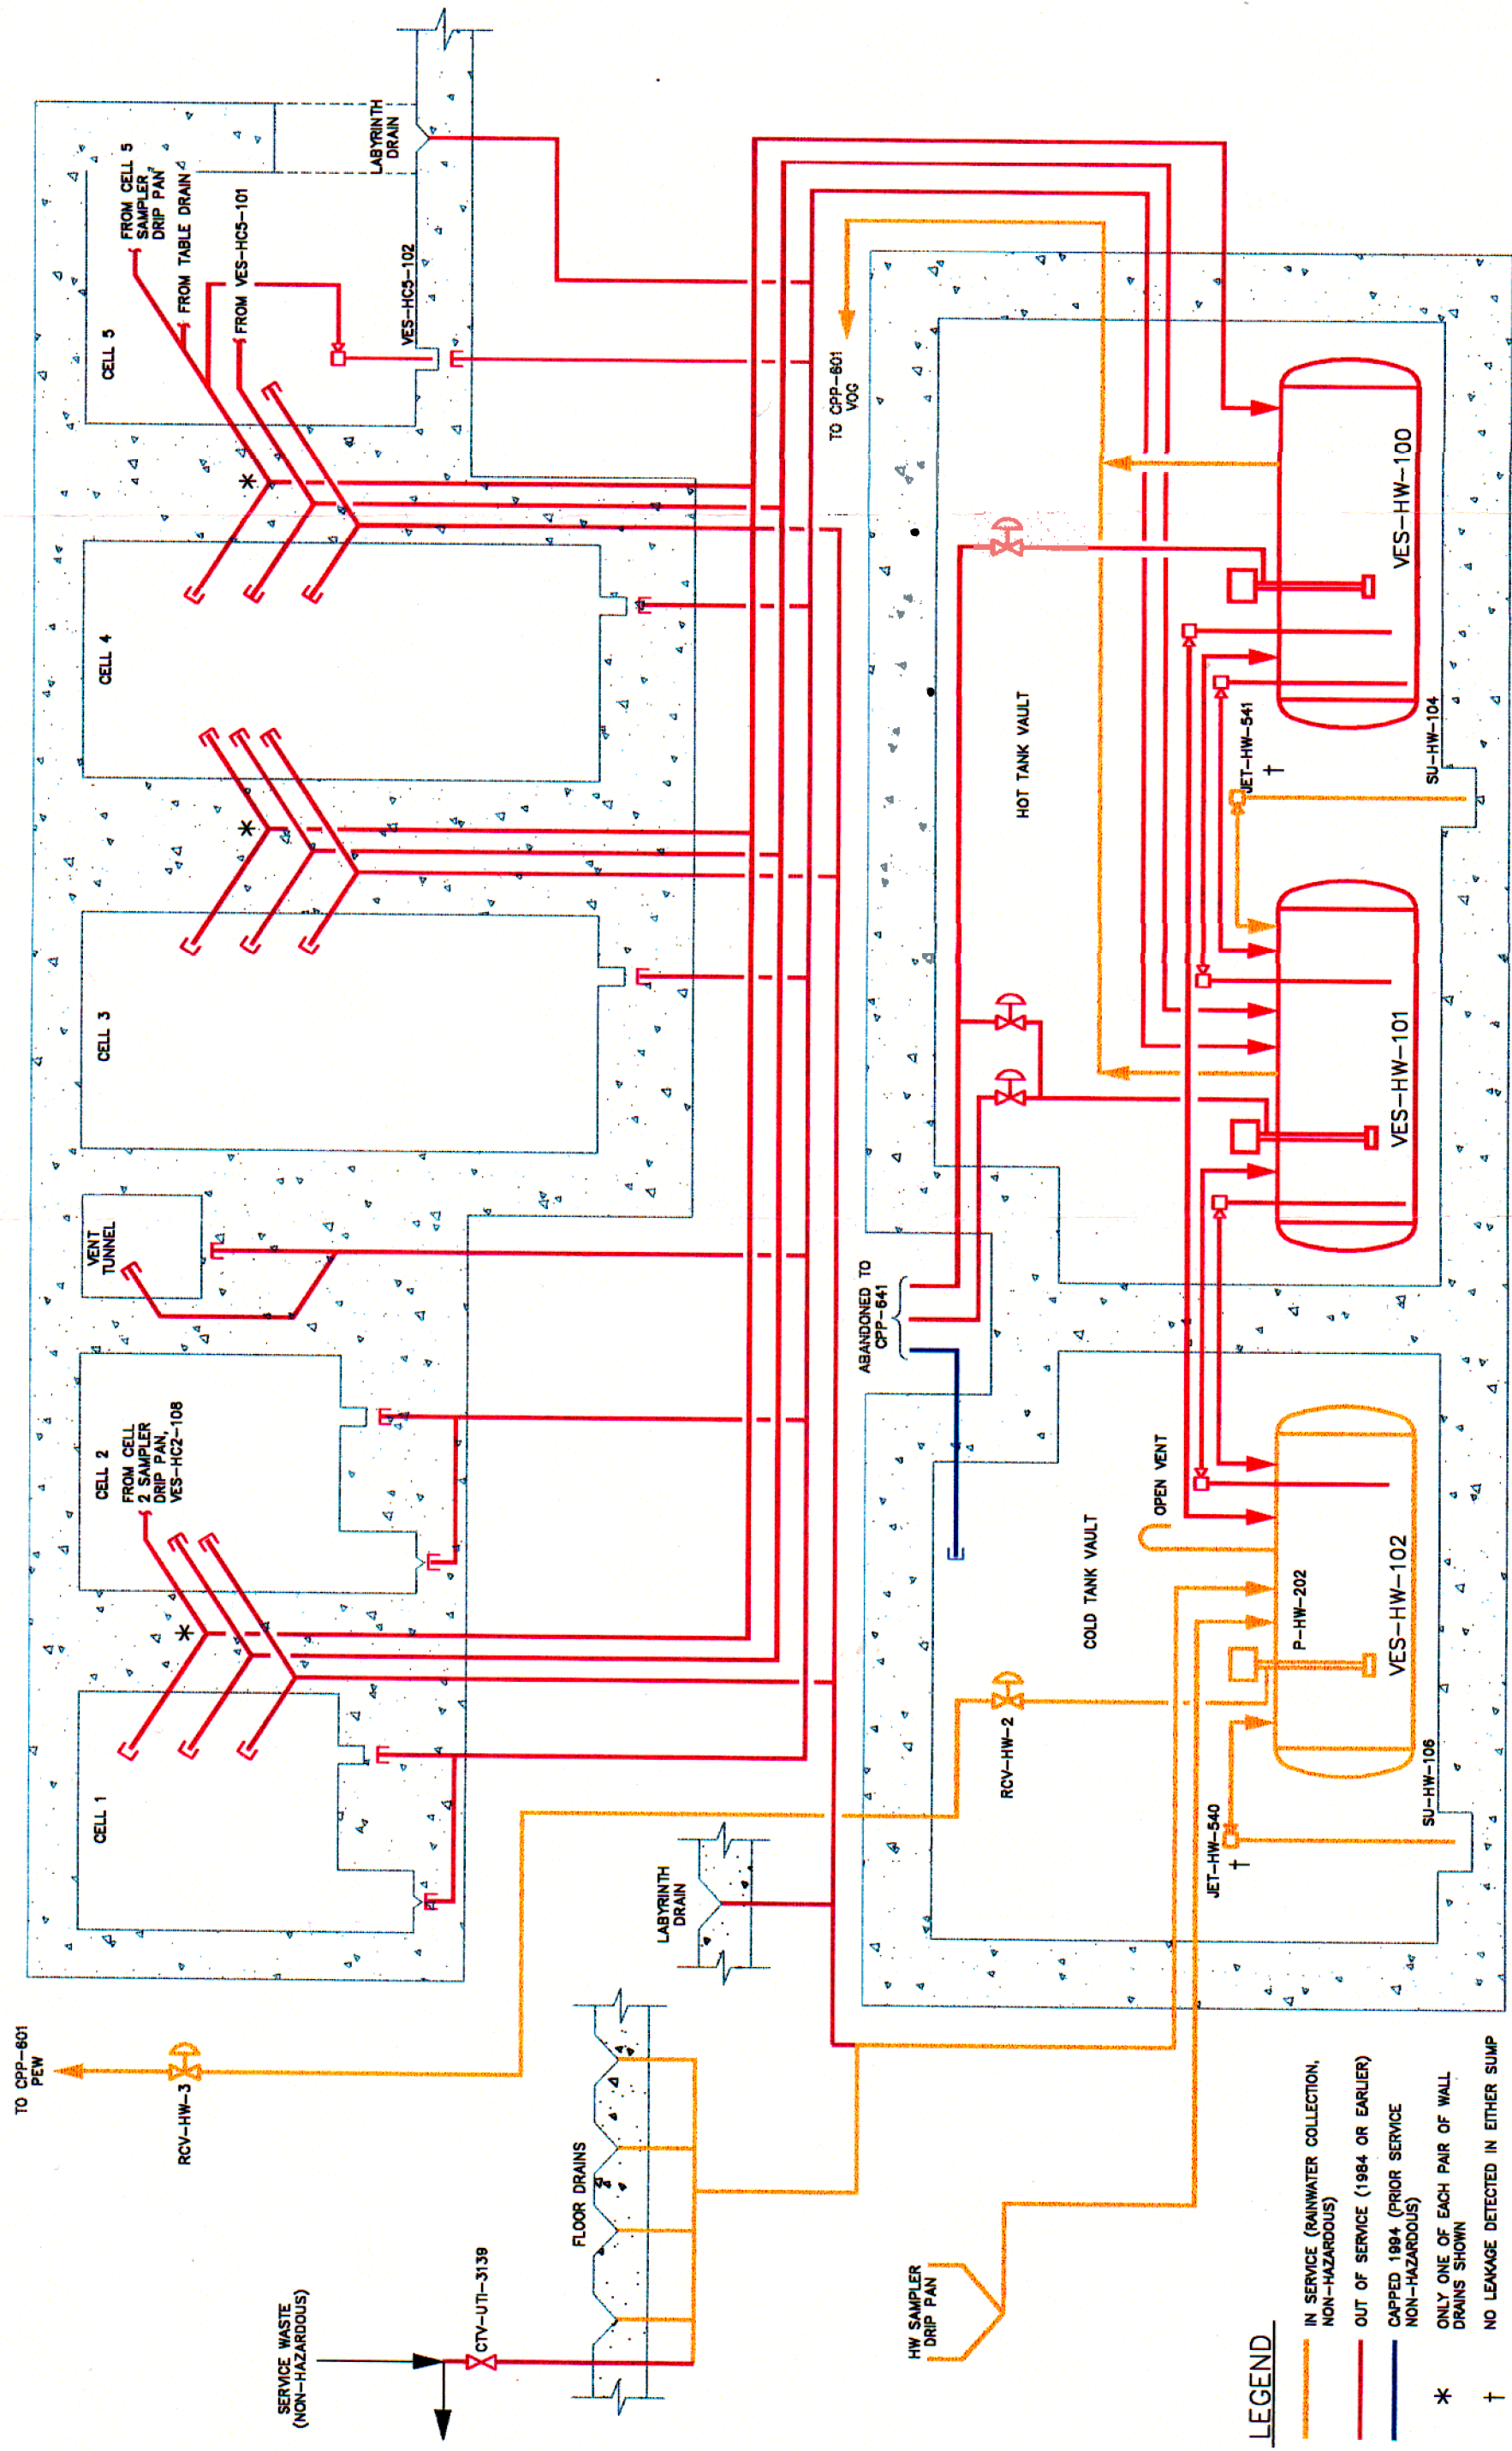 TO CPP-601
PEW
RCV-HW-3
SERVICE WASTE
(NON-HAZARDOUS)
CTV-UTI-3139
FLOOR DRAINS
HW SAMPLER
DRIP PAN
CELL 1
CELL 2
FROM CELL
2 SAMPLER
DRIP PAN,
VES-HC2-108
VENT
TUNNEL
CELL 3
CELL 4
CELL 5
FROM CELL 5
SAMPLER
DRIP PAN
FROM TABLE DRAIN
FROM VES-HC5-101
VES-HC5-102
LABYRINTH
DRAIN
LABYRINTH
DRAIN
TO CPP-601
VOG
ABANDONED TO
CPP-641
COLD TANK VAULT
HOT TANK VAULT
RCV-HW-2
OPEN VENT
P-HW-202
JET-HW-540
†
SU-HW-106
VES-HW-102
VES-HW-101
JET-HW-541
†
SU-HW-104
VES-HW-100
LEGEND
IN SERVICE (RAINWATER COLLECTION,
NON-HAZARDOUS)
OUT OF SERVICE (1984 OR EARLIER)
CAPPED 1994 (PRIOR SERVICE
NON-HAZARDOUS)
* ONLY ONE OF EACH PAIR OF WALL
DRAINS SHOWN
† NO LEAKAGE DETECTED IN EITHER SUMP